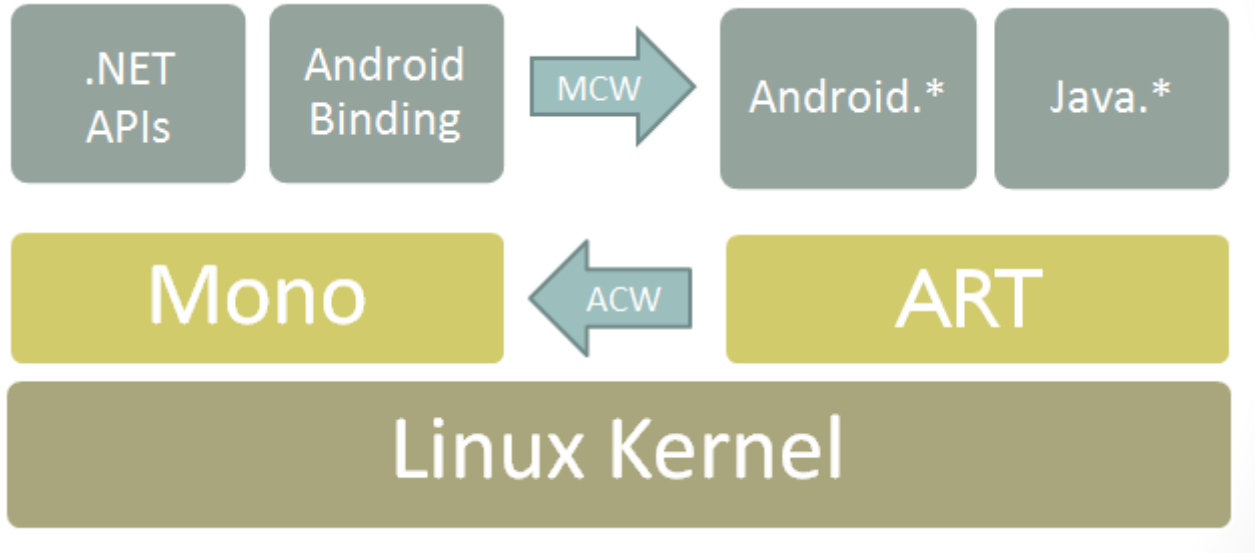 .NET
APIs
Android
Binding
MCW
Android.*
Java.*
Mono
ACW
ART
Linux Kernel